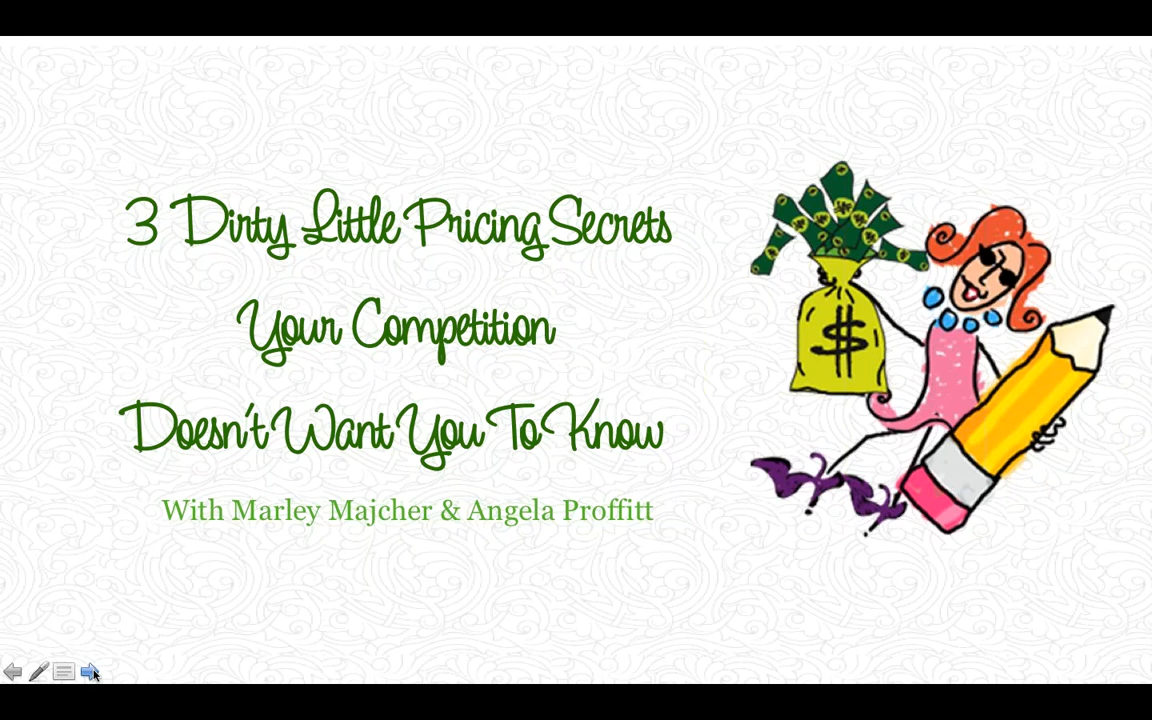 3 Dirty Little Pricing Secrets
Your Competition
Doesn't Want You To Know
With Marley Majcher & Angela Proffitt
$